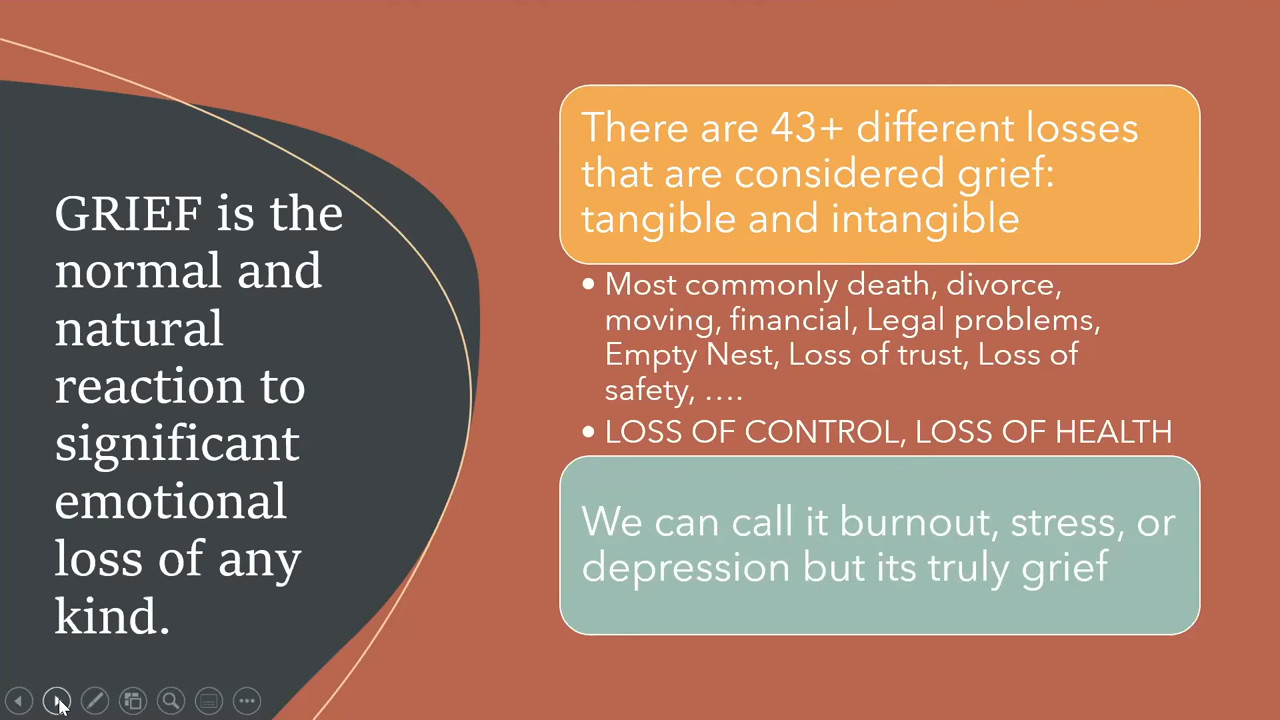 GRIEF is the
normal and
natural
reaction to
significant
emotional
loss of any
kind.
There are 43+ different losses
that are considered grief:
tangible and intangible
• Most commonly death, divorce,
moving, financial, Legal problems,
Empty Nest, Loss of trust, Loss of
safety, ….
• LOSS OF CONTROL, LOSS OF HEALTH
We can call it burnout, stress, or
depression but its truly grief